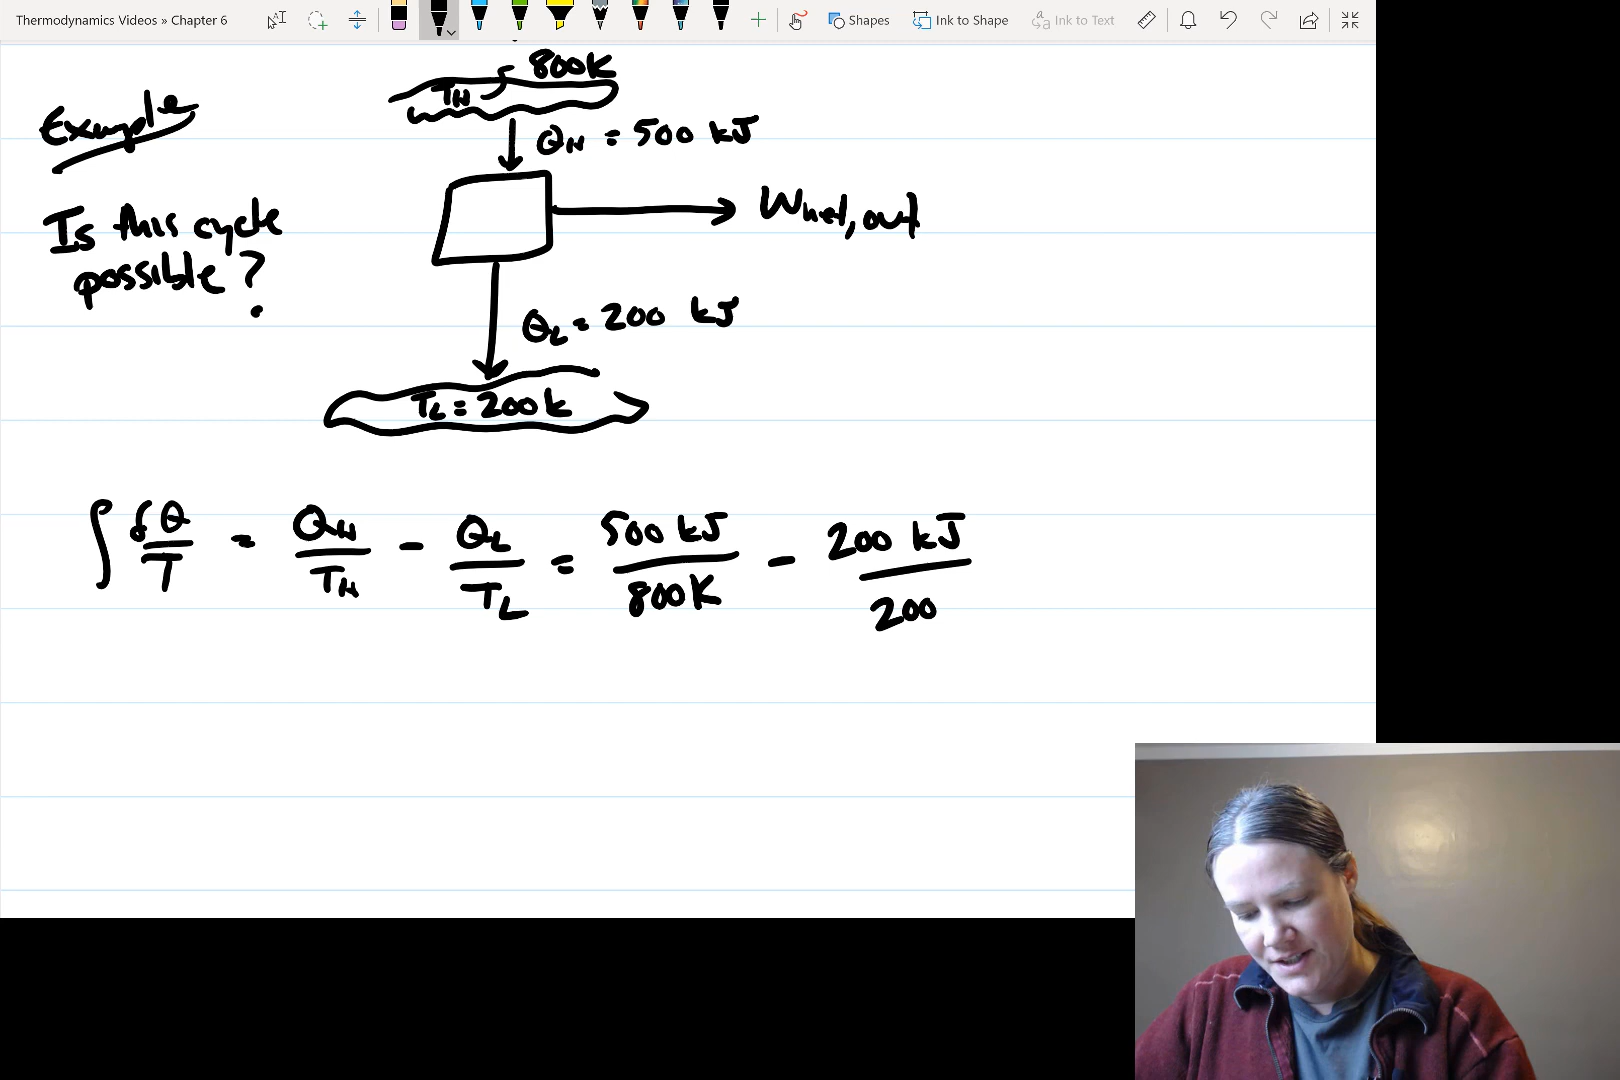 Thermodynamics Videos » Chapter 6
Shapes
Ink to Shape
Ink to Text
Example
Is this cycle
possible?
800K
TH
QH = 500 kJ
Wnet, out
QL = 200 kJ
TL = 200 K
∫ δQ/T = QH/TH - QL/TL = 500 kJ/800K - 200 kJ/200